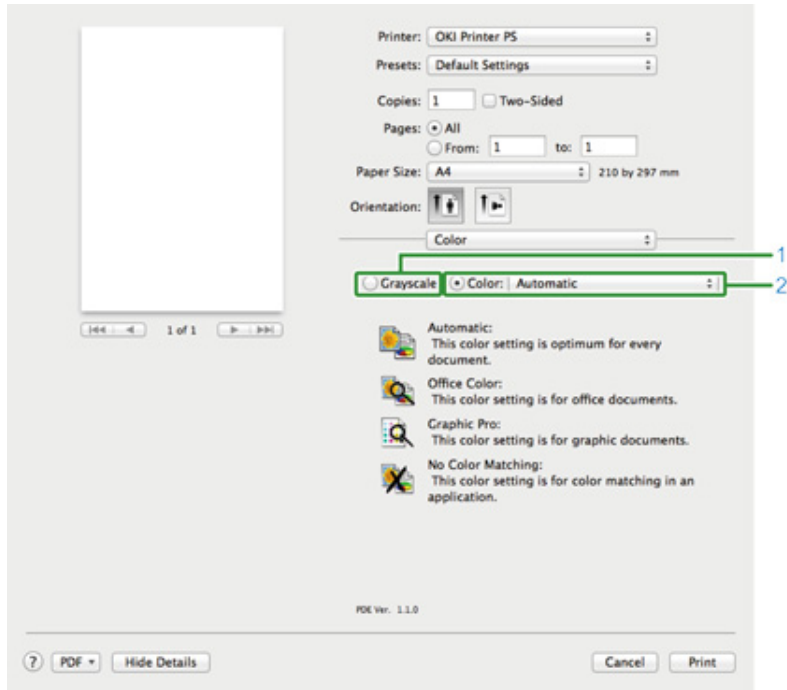 Printer: OKI Printer PS
Presets: Default Settings
Copies: 1 Two-Sided
Pages: All
From: 1 to: 1
Paper Size: A4 210 by 297 mm
Orientation:
Color
1
Grayscale Color: Automatic
2
1 of 1
Automatic:
This color setting is optimum for every
document.
Office Color:
This color setting is for office documents.
Graphic Pro:
This color setting is for graphic documents.
No Color Matching:
This color setting is for color matching in an
application.
PDE Ver. 1.1.0
? PDF Hide Details Cancel Print